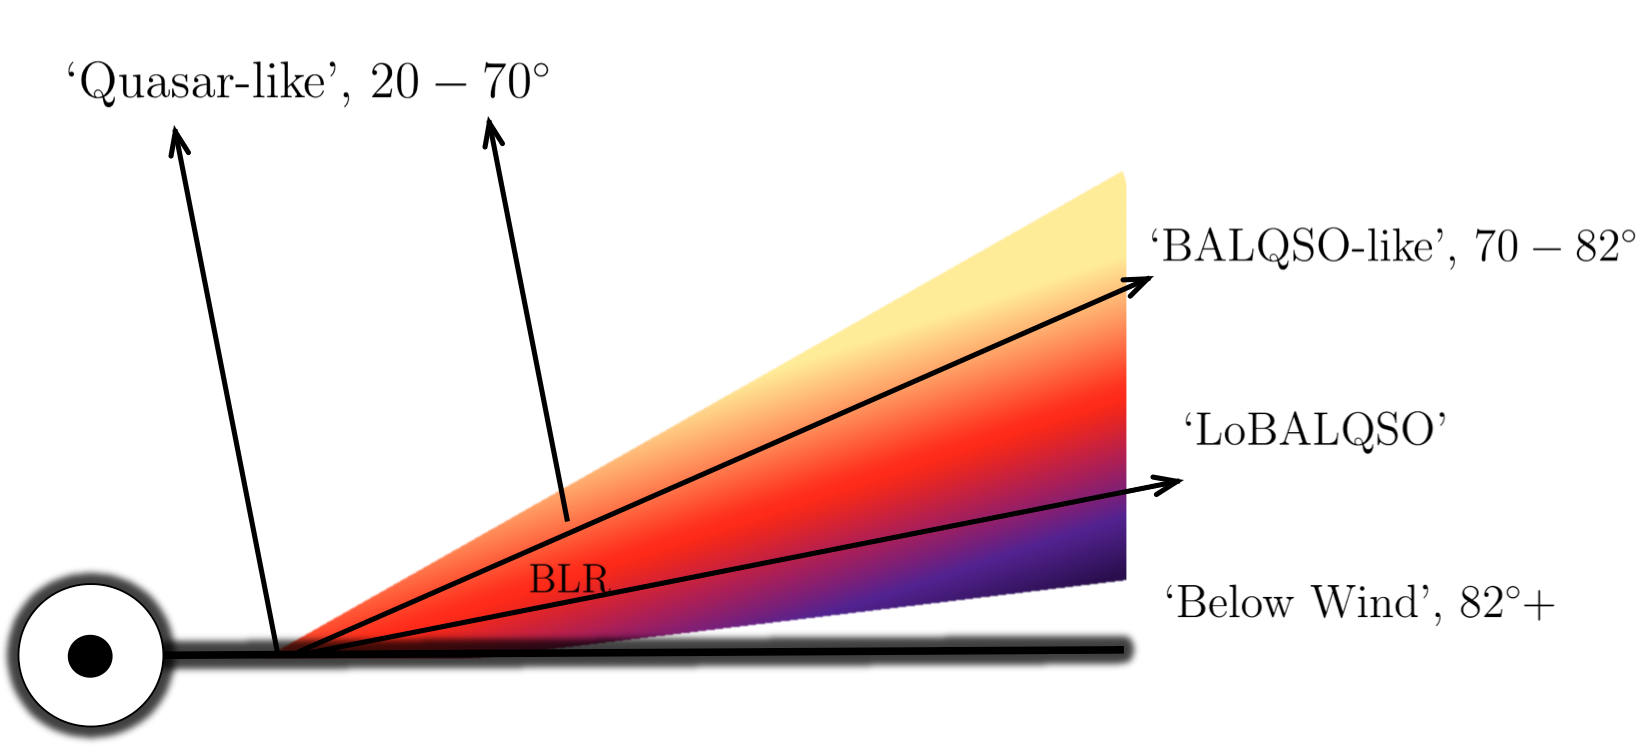 ‘Quasar-like’, 20 – 70°
‘BALQSO-like’, 70 – 82°
‘LoBALQSO’
BLR
‘Below Wind’, 82°+